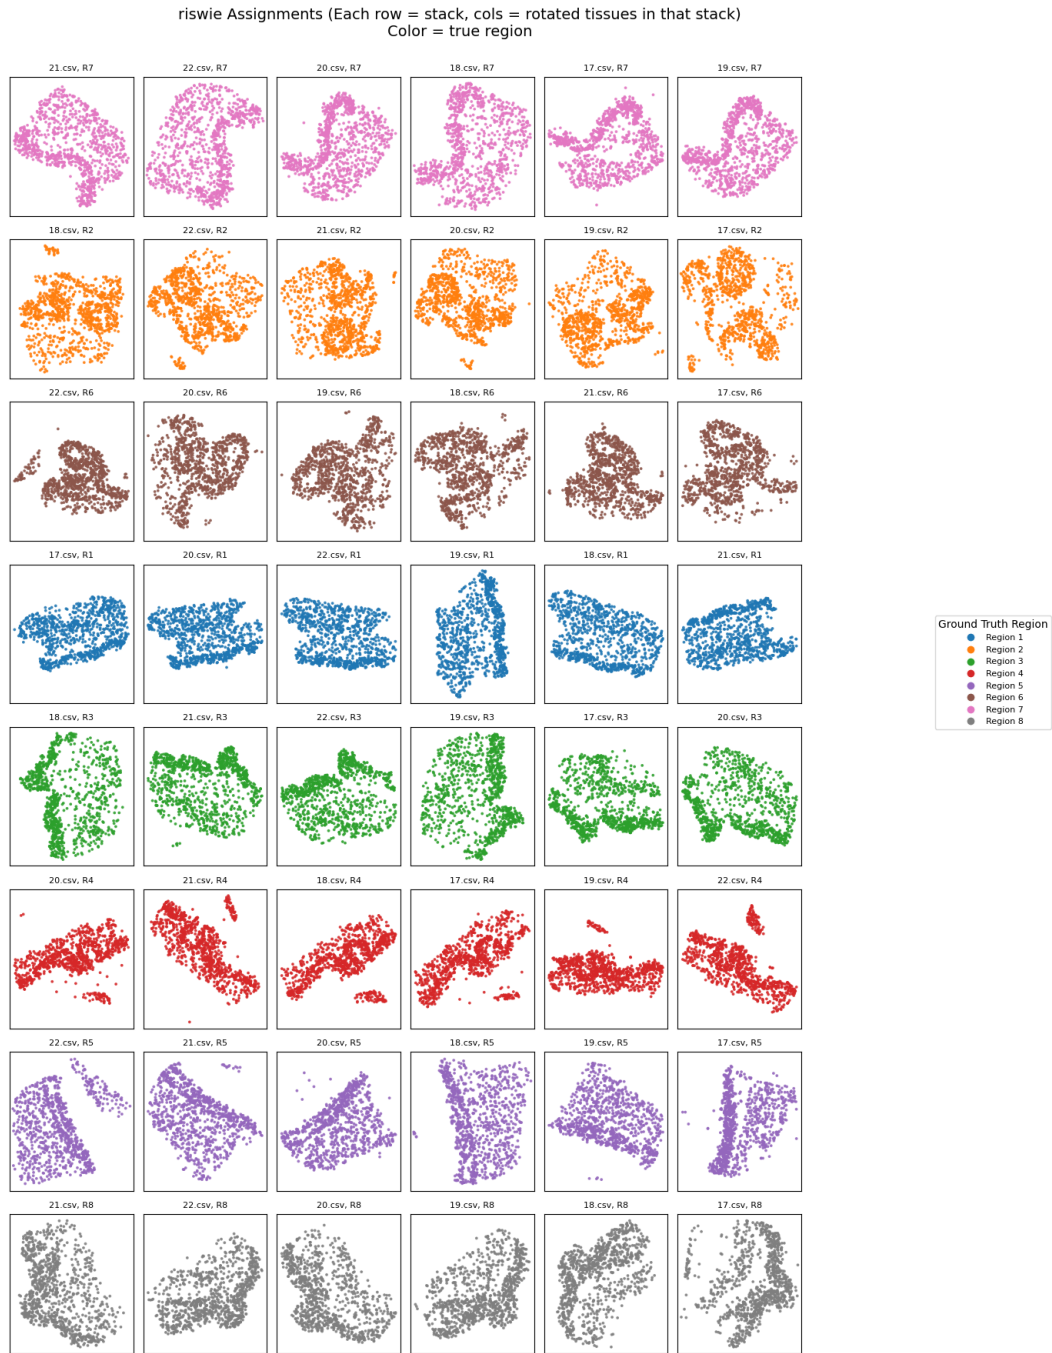 riswie Assignments (Each row = stack, cols = rotated tissues in that stack)
Color = true region
21.csv, R7 22.csv, R7 20.csv, R7 18.csv, R7 17.csv, R7 19.csv, R7
18.csv, R2 22.csv, R2 21.csv, R2 20.csv, R2 19.csv, R2 17.csv, R2
22.csv, R6 20.csv, R6 19.csv, R6 18.csv, R6 21.csv, R6 17.csv, R6
17.csv, R1 20.csv, R1 22.csv, R1 19.csv, R1 18.csv, R1 21.csv, R1
Ground Truth Region
Region 1
Region 2
Region 3
Region 4
Region 5
Region 6
Region 7
Region 8
18.csv, R3 21.csv, R3 22.csv, R3 19.csv, R3 17.csv, R3 20.csv, R3
20.csv, R4 21.csv, R4 18.csv, R4 17.csv, R4 19.csv, R4 22.csv, R4
22.csv, R5 21.csv, R5 20.csv, R5 18.csv, R5 19.csv, R5 17.csv, R5
21.csv, R8 22.csv, R8 20.csv, R8 19.csv, R8 18.csv, R8 17.csv, R8